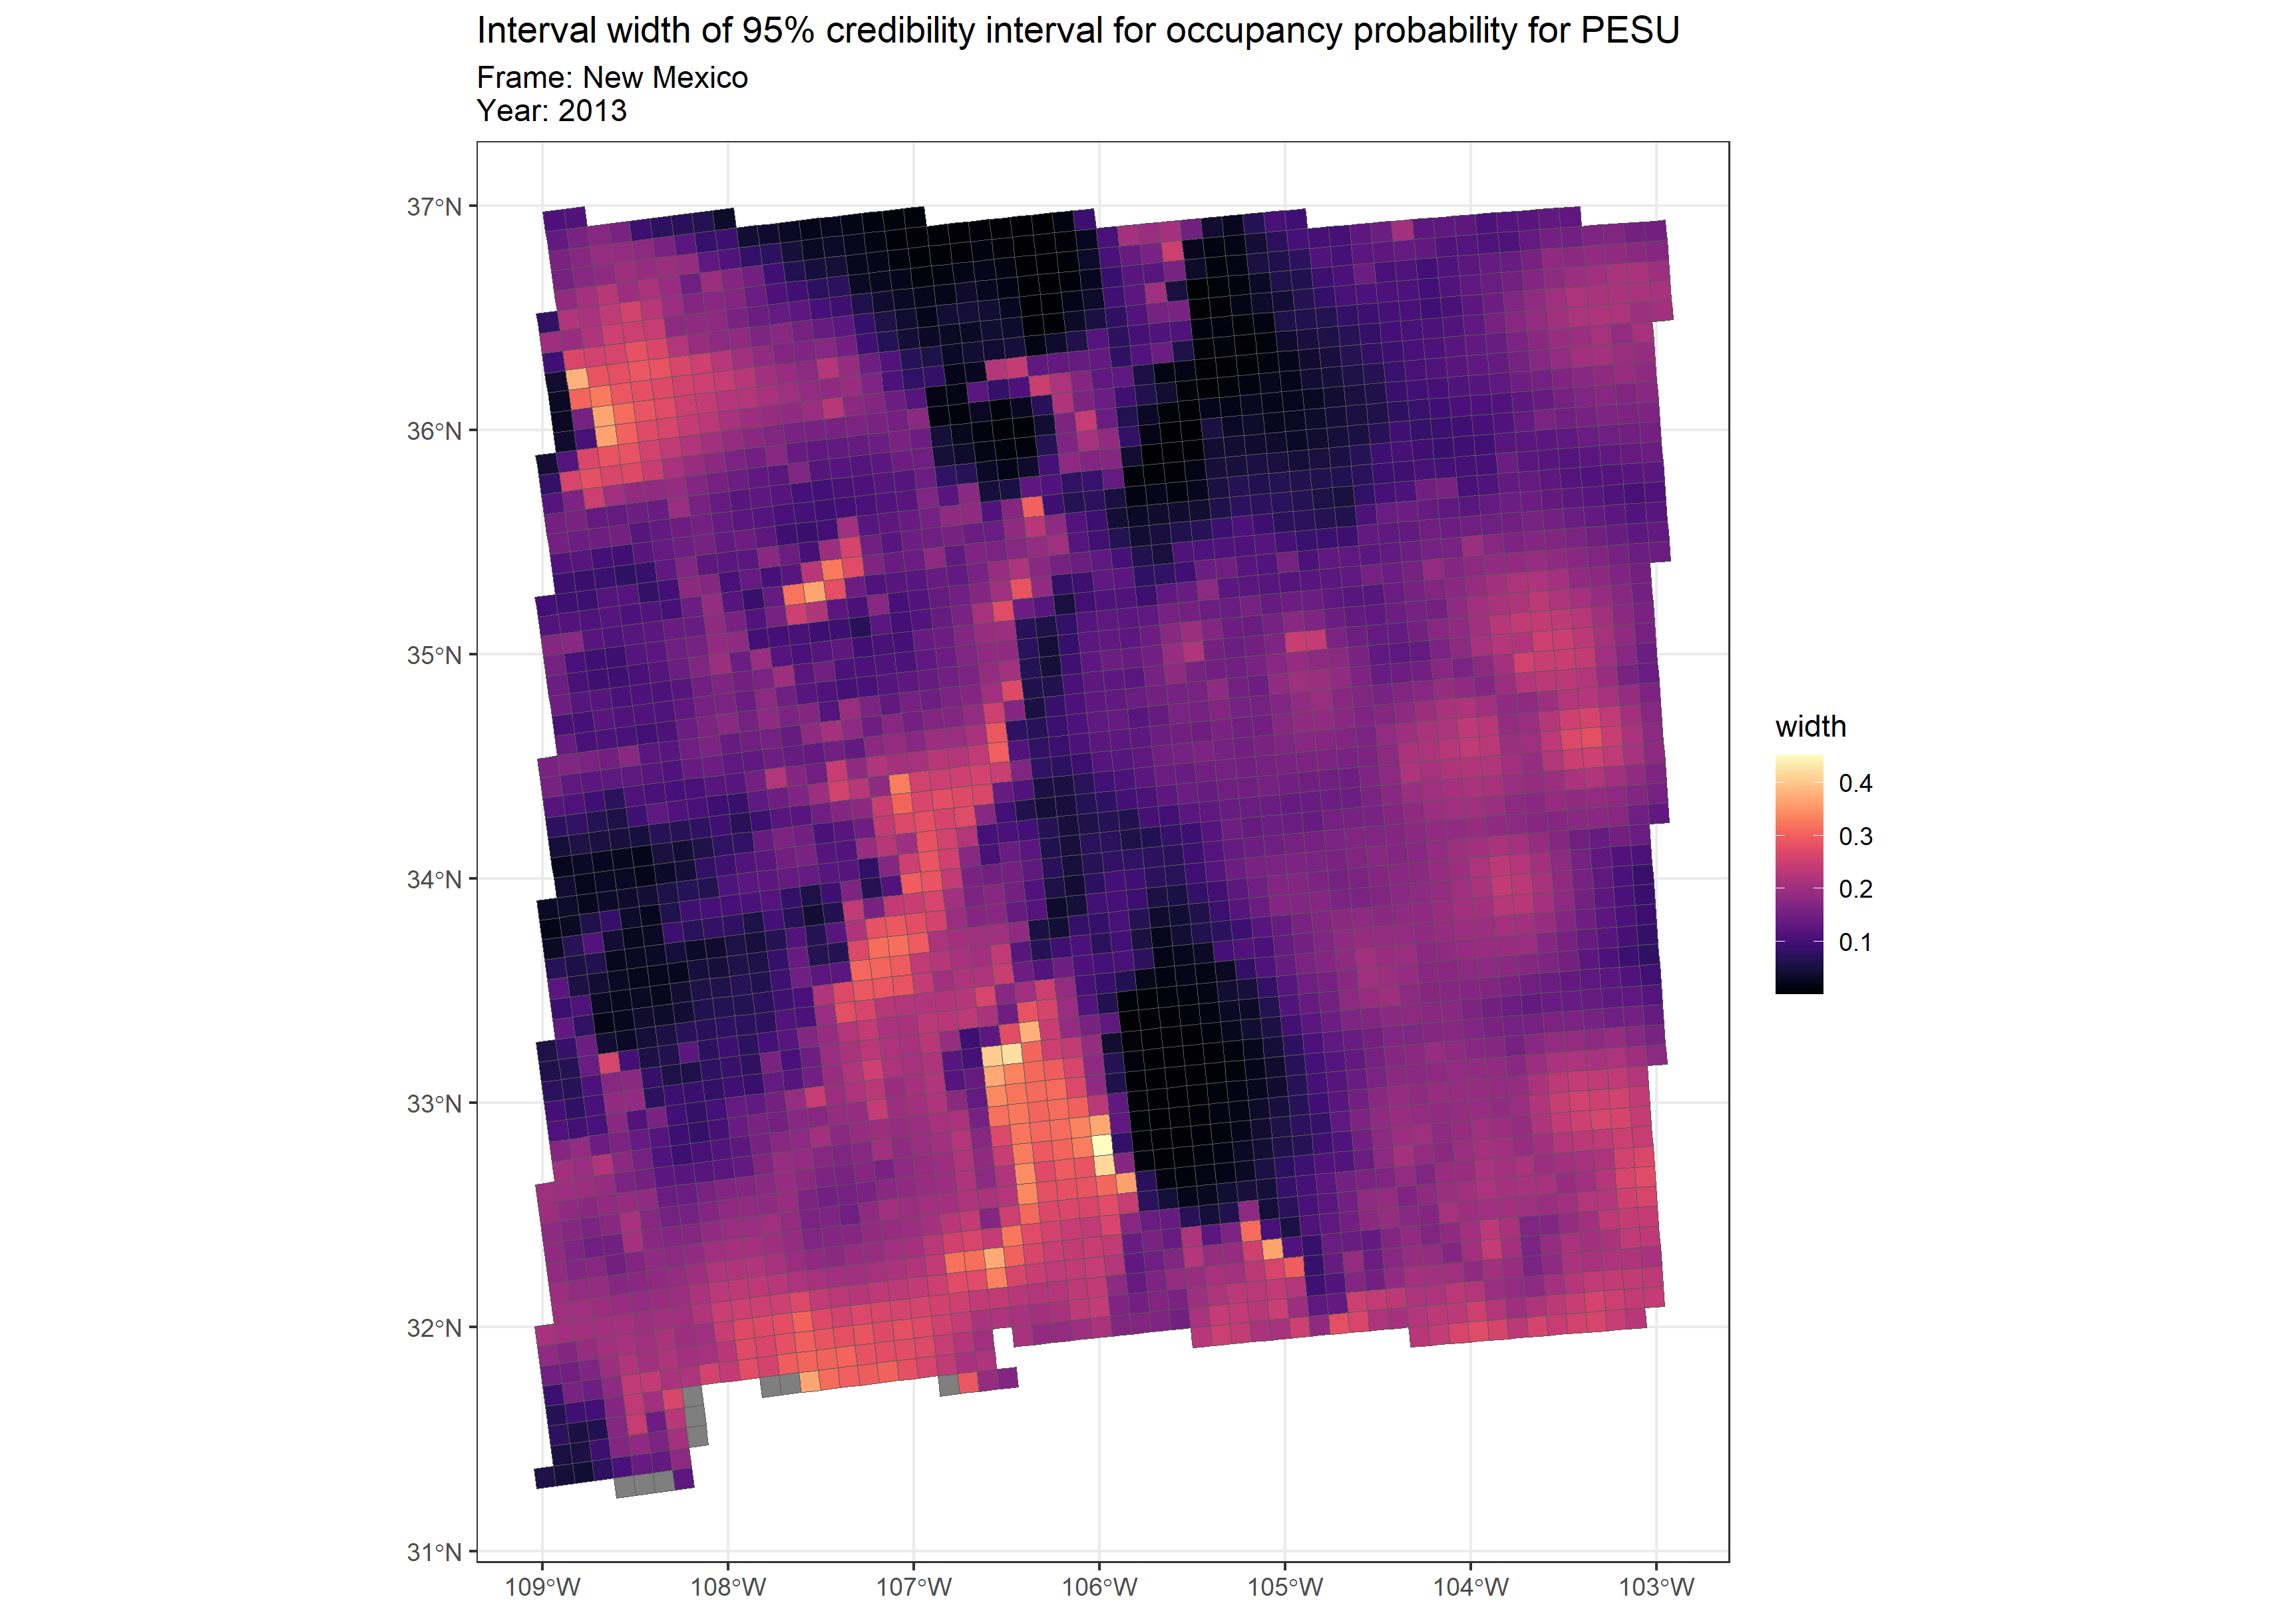 Interval width of 95% credibility interval for occupancy probability for PESU
Frame: New Mexico
Year: 2013
37°N
36°N
35°N
34°N
33°N
32°N
31°N
109°W
108°W
107°W
106°W
105°W
104°W
103°W
width
0.4
0.3
0.2
0.1